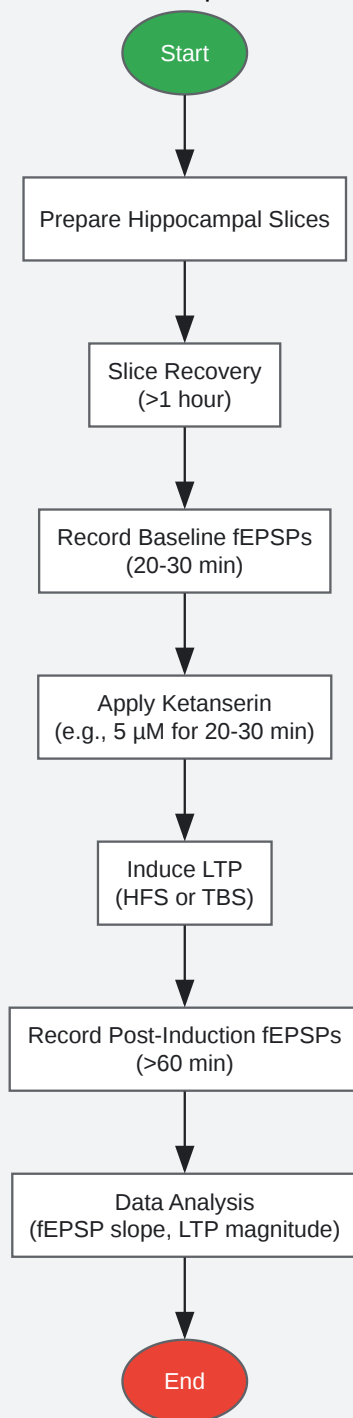 Start
Prepare Hippocampal Slices
Slice Recovery
(>1 hour)
Record Baseline fEPSPs
(20-30 min)
Apply Ketanserin
(e.g., 5 µM for 20-30 min)
Induce LTP
(HFS or TBS)
Record Post-Induction fEPSPs
(>60 min)
Data Analysis
(fEPSP slope, LTP magnitude)
End